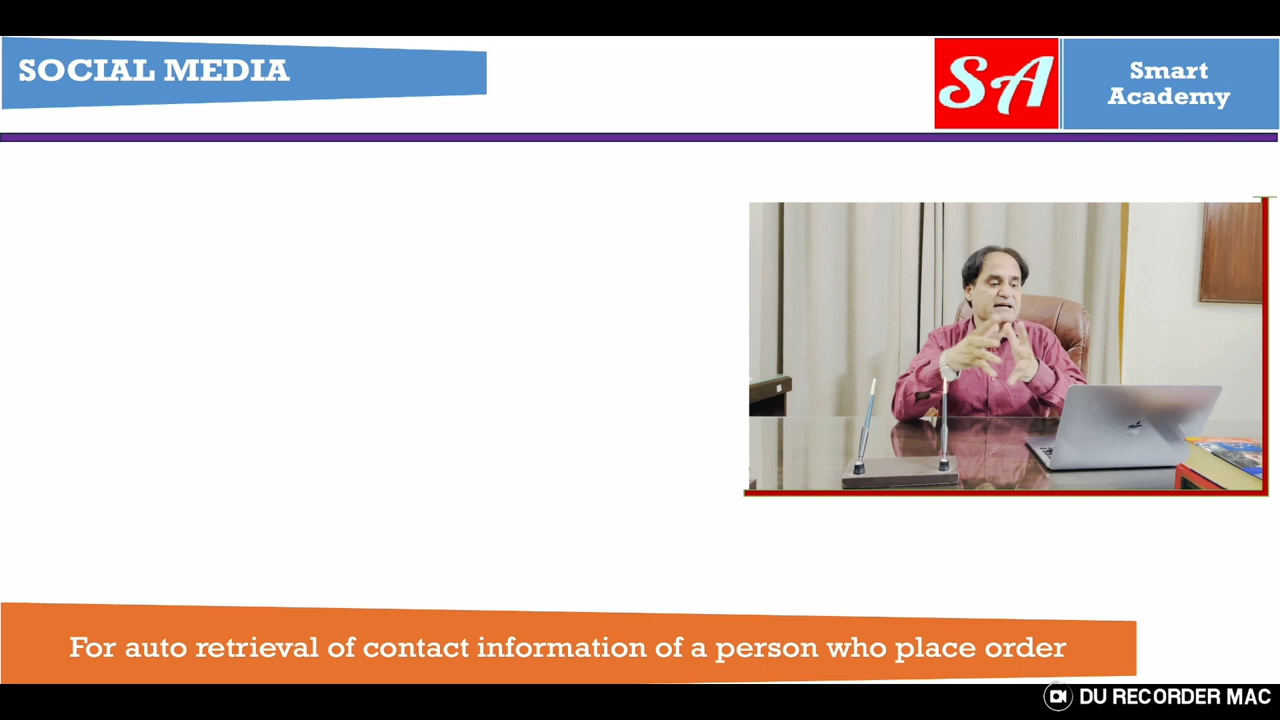 SOCIAL MEDIA
SA
Smart
Academy
For auto retrieval of contact information of a person who place order
DU RECORDER MAC